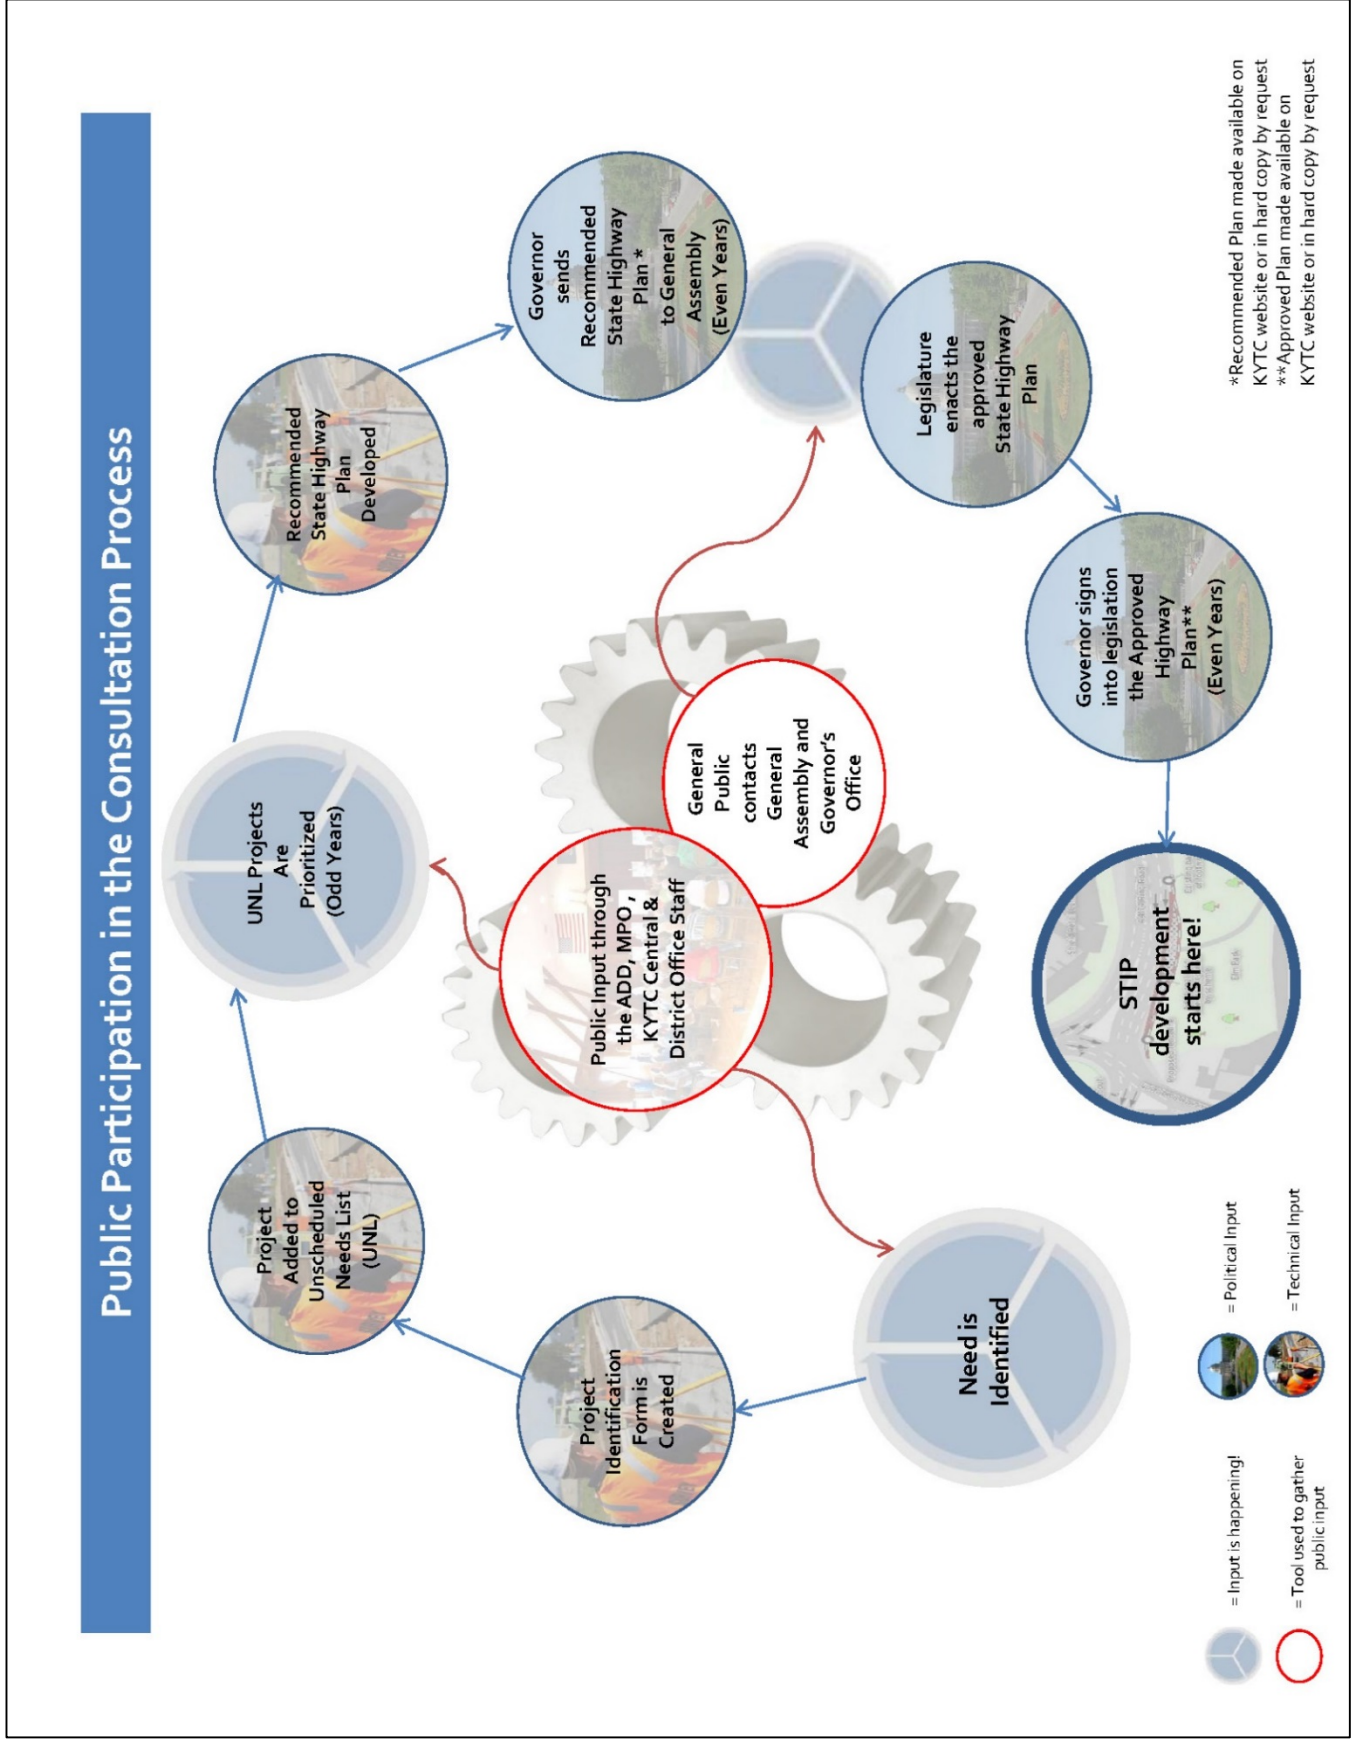 Public Participation in the Consultation Process
Need is
Identified
Project
Identification
Form is
Created
Project
Added to
Unscheduled
Needs List
(UNL)
UNL Projects
Are
Prioritized
(Odd Years)
Recommended
State Highway
Plan
Developed
Governor
sends
Recommended
State Highway
Plan *
to General
Assembly
(Even Years)
Legislature
enacts the
approved
State Highway
Plan
Governor signs
into legislation
the Approved
Highway
Plan**
(Even Years)
STIP
development
starts here!
Public Input through
the ADD, MPO,
KYTC Central &
District Office Staff
General
Public
contacts
General
Assembly and
Governor's
Office
= Input is happening!
= Political Input
= Tool used to gather
public input
= Technical Input
*Recommended Plan made available on
KYTC website or in hard copy by request
**Approved Plan made available on
KYTC website or in hard copy by request